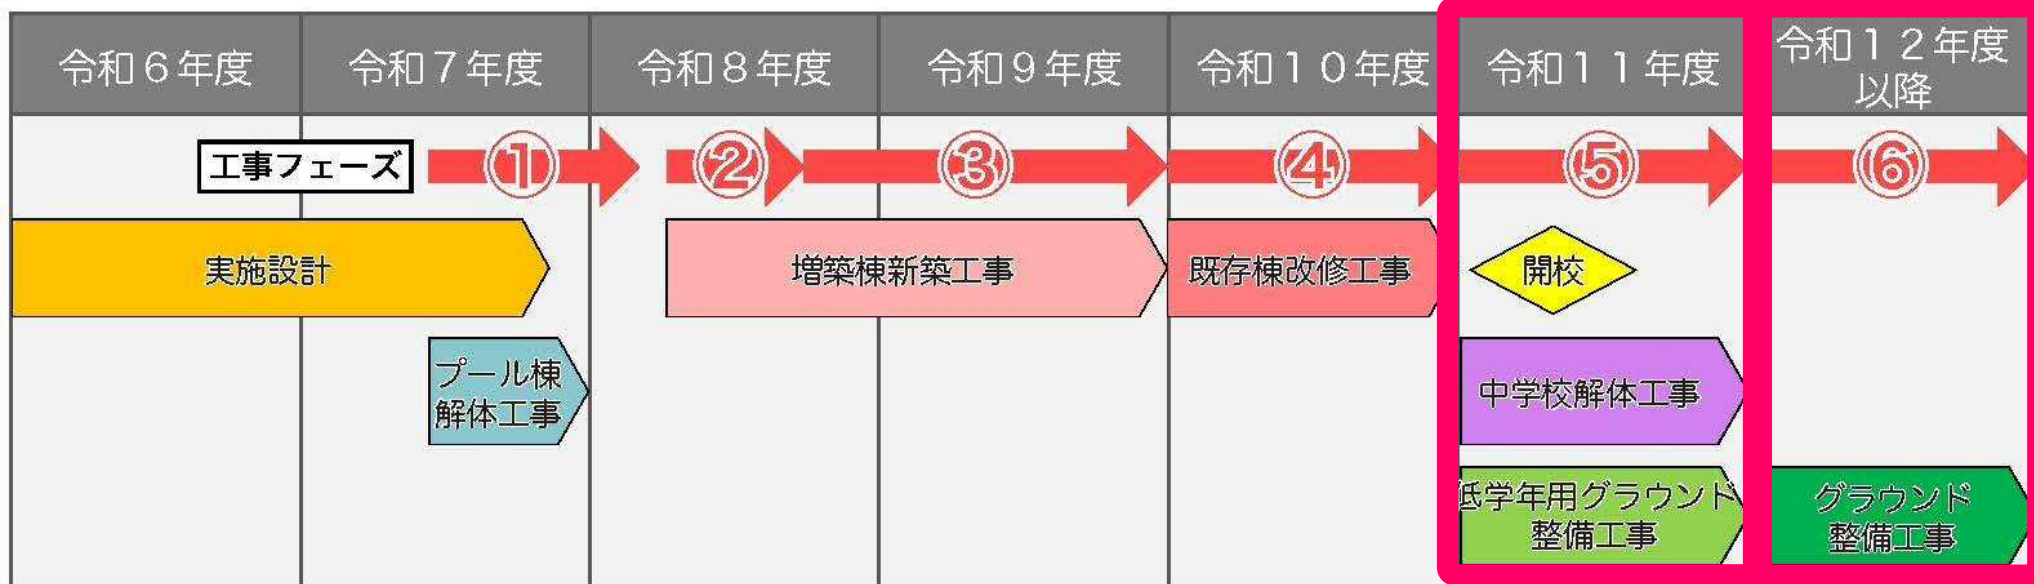 令和６年度
令和７年度
令和８年度
令和９年度
令和１０年度
令和１１年度
令和１２年度
以降
工事フェーズ
①
②
③
④
⑤
⑥
実施設計
増築棟新築工事
既存棟改修工事
開校
プール棟
解体工事
中学校解体工事
低学年用グラウンド
整備工事
グラウンド
整備工事